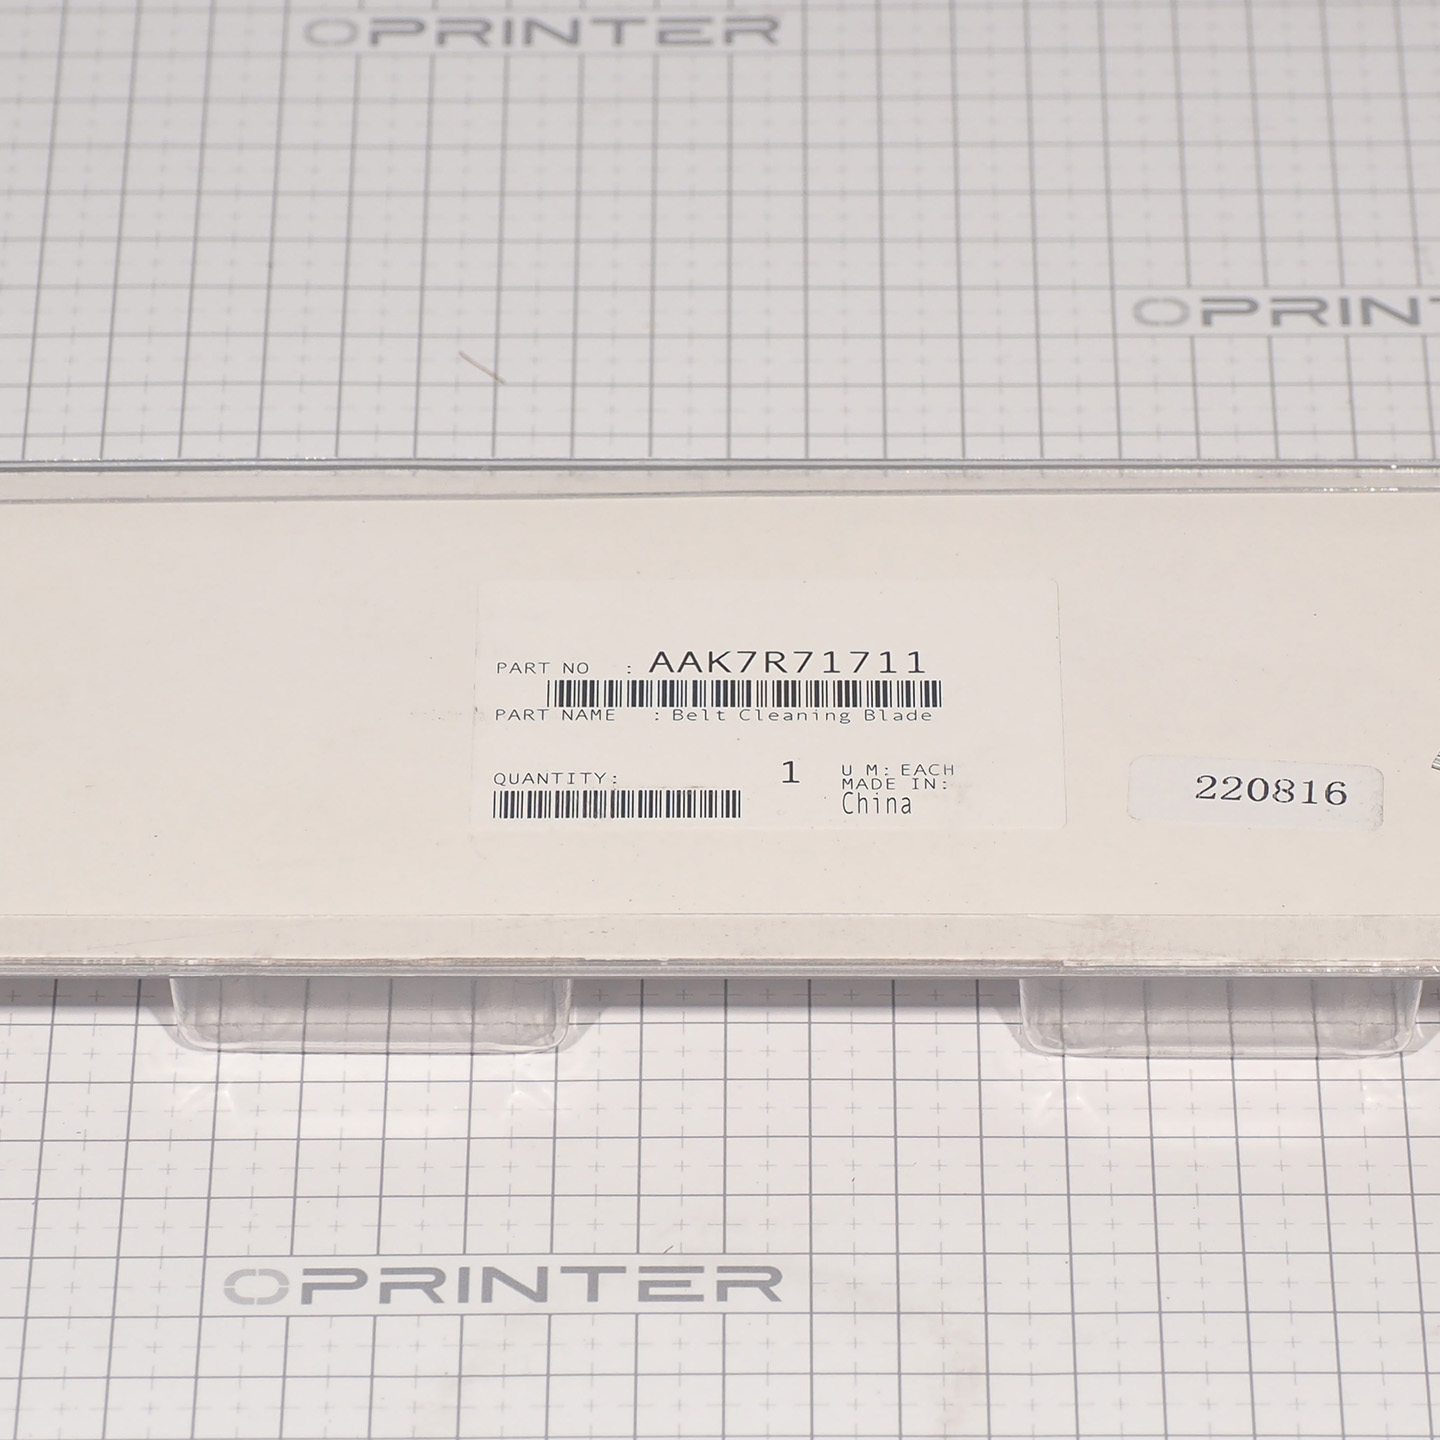 OPRINTER
OPRINT
PART NO : AAK7R71711
PART NAME : Belt Cleaning Blade
QUANTITY: 1 U M: EACH
MADE IN:
China
220816
OPRINTER